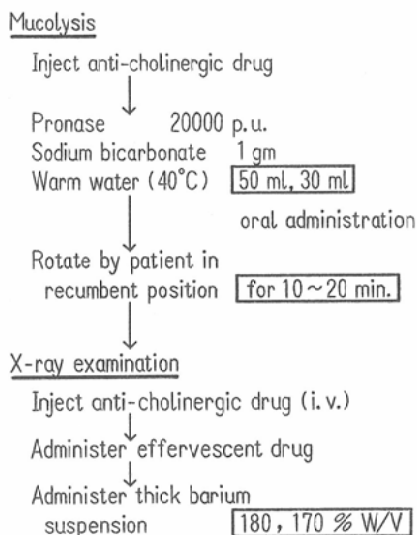 Mucolysis
Inject anti-cholinergic drug
Pronase 20000 p.u.
Sodium bicarbonate 1 gm
Warm water (40°C) 50 ml, 30 ml
oral administration
Rotate by patient in
recumbent position for 10~20 min.
X-ray examination
Inject anti-cholinergic drug (i.v.)
Administer effervescent drug
Administer thick barium
suspension 180, 170 % W/V